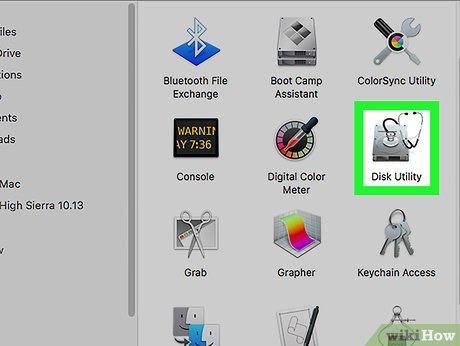 iles
Drive
tions
ents
ads
Mac
High Sierra 10.13
Bluetooth File
Exchange
Boot Camp
Assistant
ColorSync Utility
WARNIN
AY 7:36
Console
Digital Color
Meter
Disk Utility
Grab
Grapher
Keychain Access
wikiHow